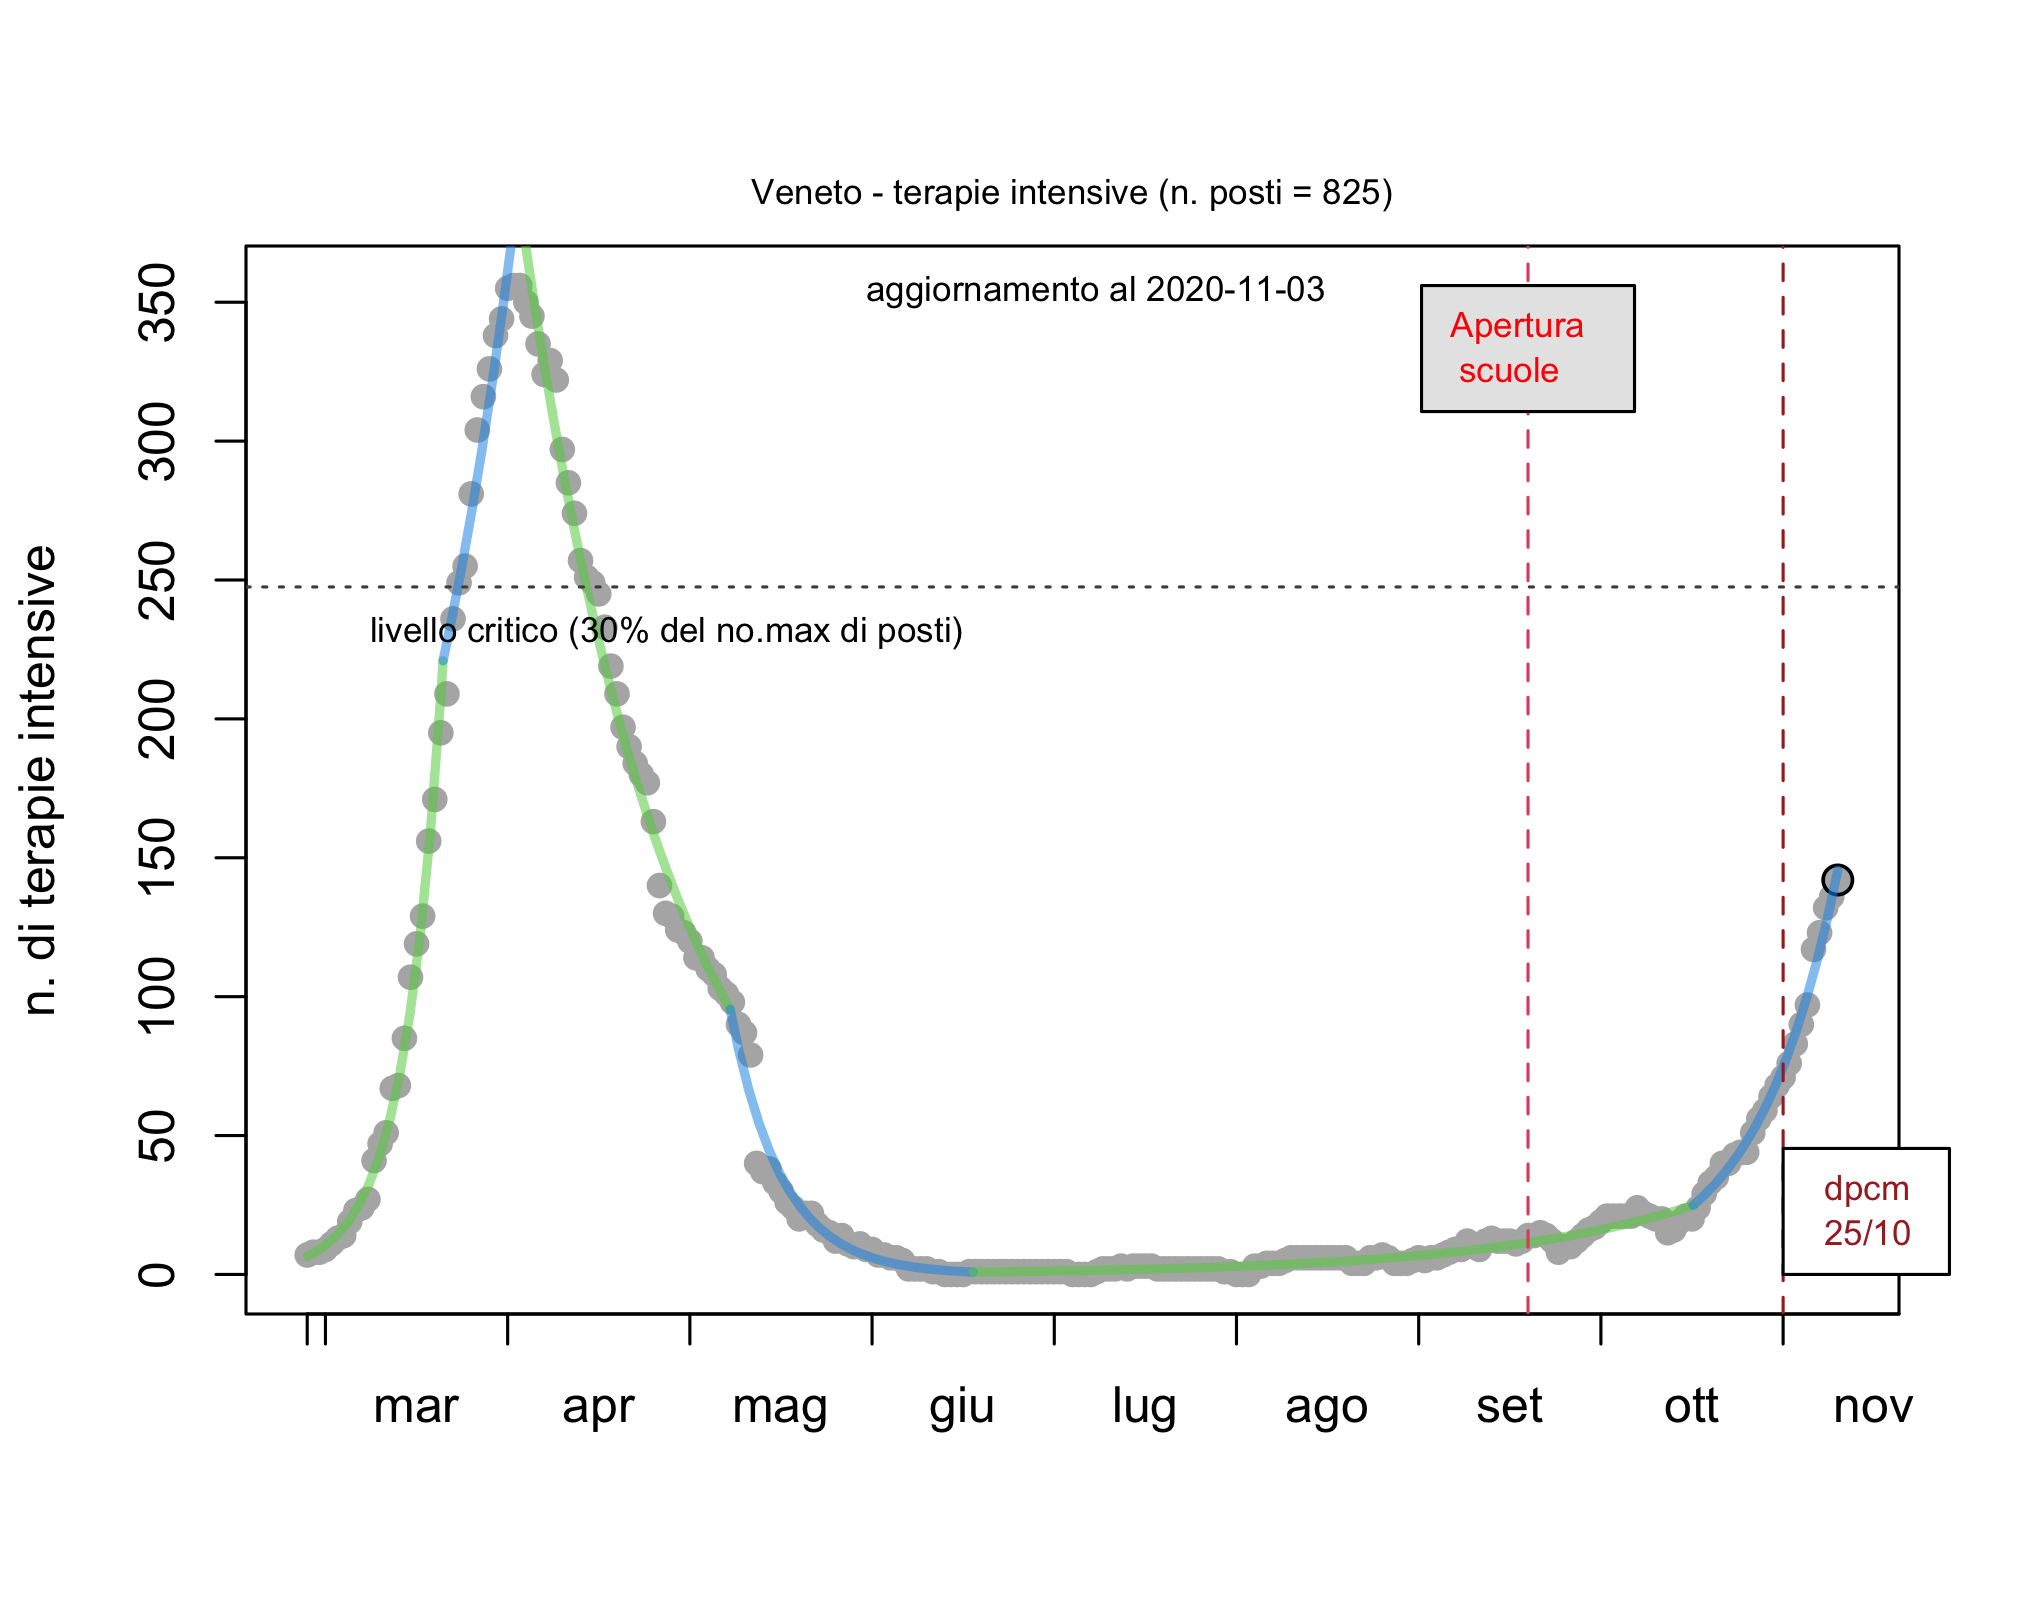 Veneto - terapie intensive (n. posti = 825)
aggiornamento al 2020-11-03
Apertura
scuole
livello critico (30% del no.max di posti)
dpcm
25/10
n. di terapie intensive
350
300
250
200
150
100
50
0
mar apr mag giu lug ago set ott nov